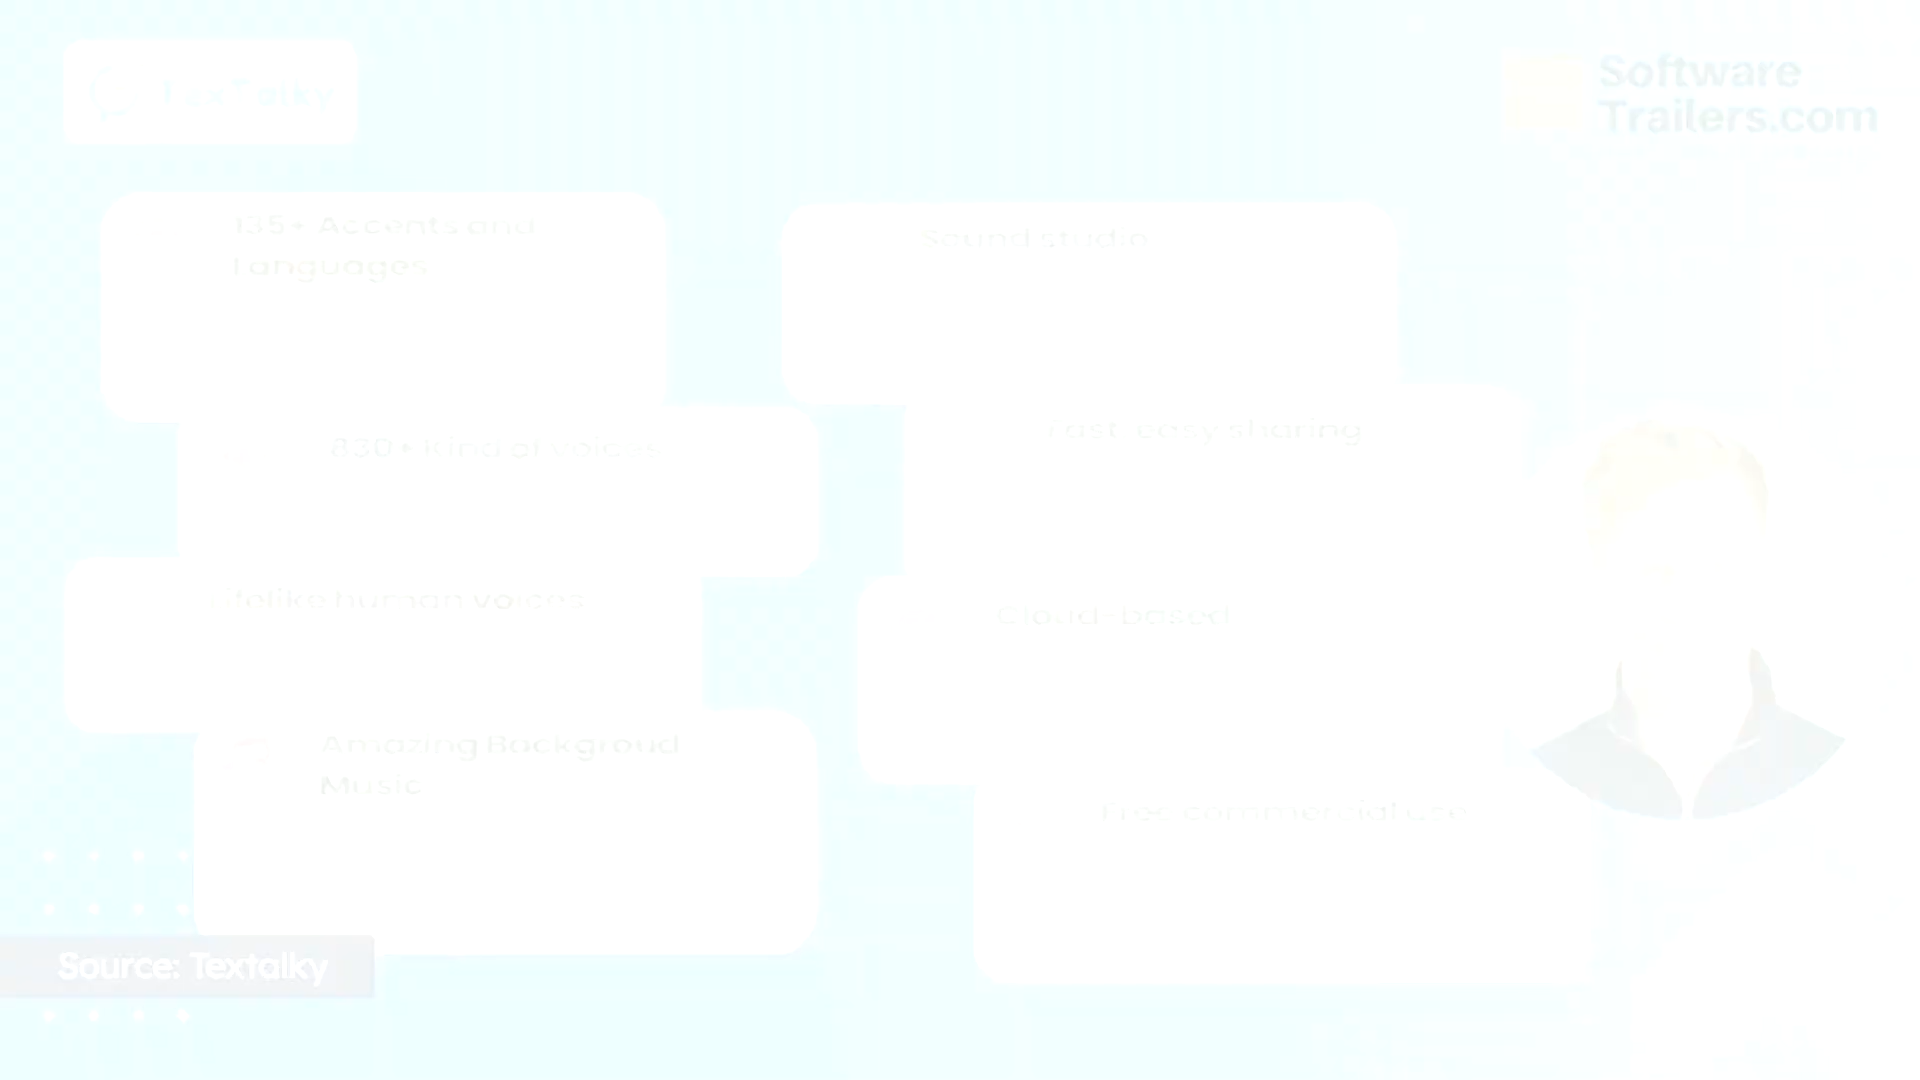 TexTalky
Software
Trailers.com
135+ Accents and
Languages
830+ Kind of voices
Lifelike human voices
Amazing Backgroud
Music
Sound studio
Fast, easy sharing
Cloud-based
Free commercial use
Source: Textalky